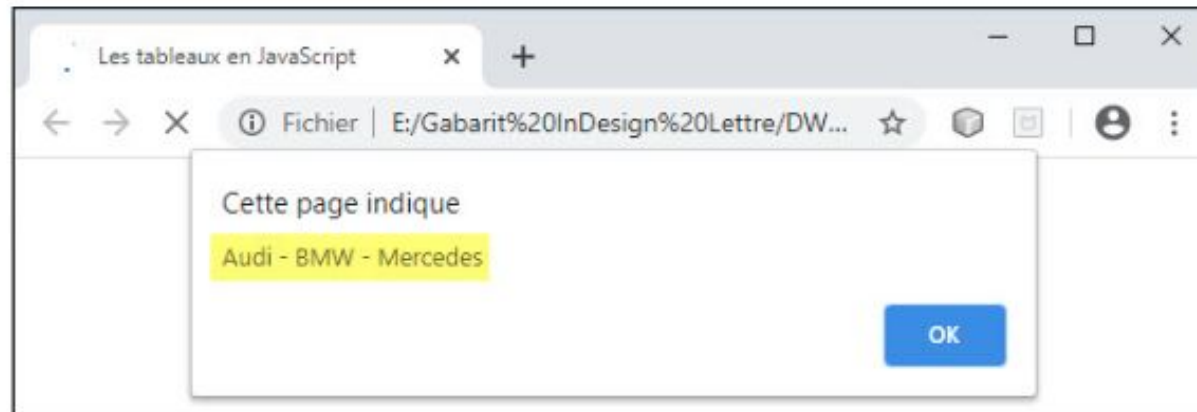 Les tableaux en JavaScript
Fichier | E:/Gabarit%20InDesign%20Lettre/DW...
Cette page indique
Audi - BMW - Mercedes
OK